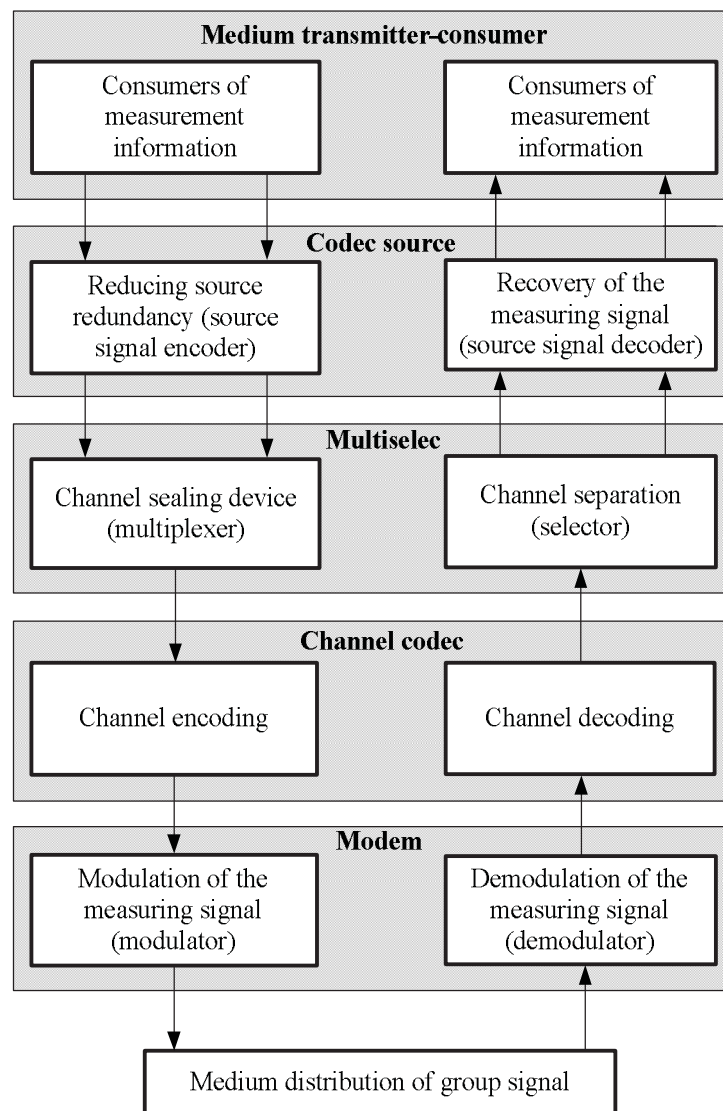 Medium transmitter-consumer
Consumers of
measurement
information
Consumers of
measurement
information
Codec source
Reducing source
redundancy (source
signal encoder)
Recovery of the
measuring signal
(source signal decoder)
Multiselec
Channel sealing device
(multiplexer)
Channel separation
(selector)
Channel codec
Channel encoding
Channel decoding
Modem
Modulation of the
measuring signal
(modulator)
Demodulation of the
measuring signal
(demodulator)
Medium distribution of group signal